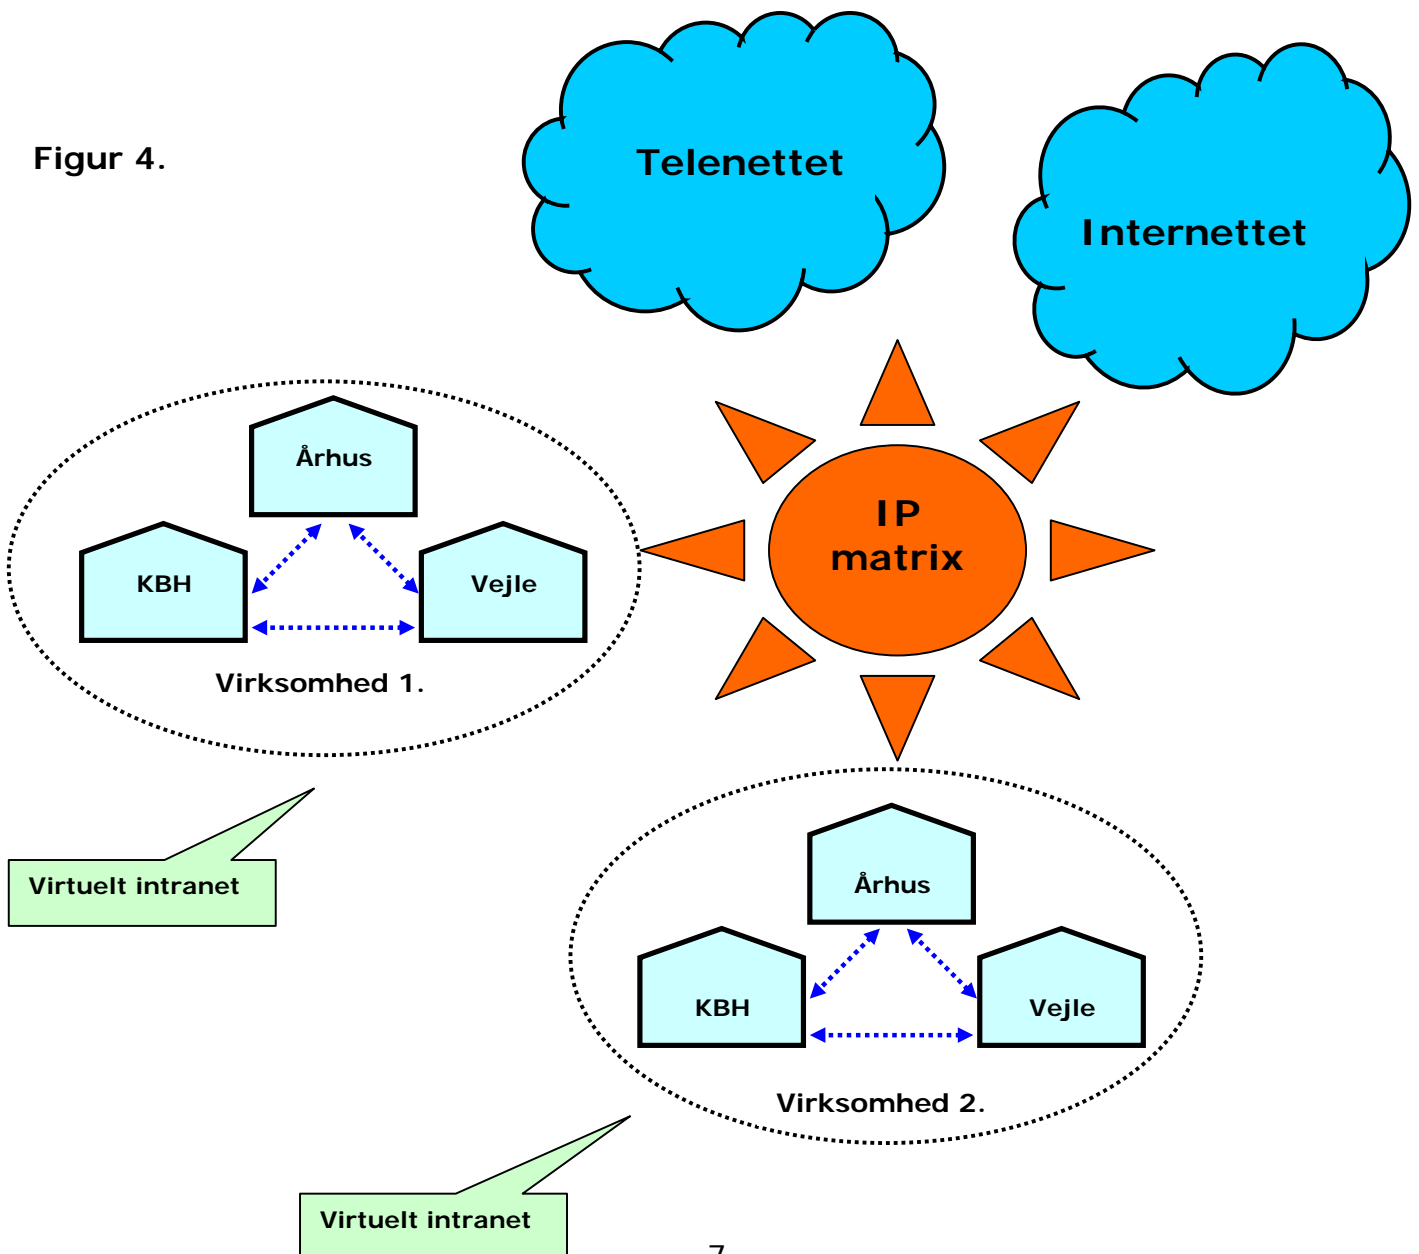 Figur 4.
Telenettet
Internettet
Århus
KBH
Vejle
Virksomhed 1.
IP
matrix
Virtuelt intranet
Århus
KBH
Vejle
Virksomhed 2.
Virtuelt intranet
7